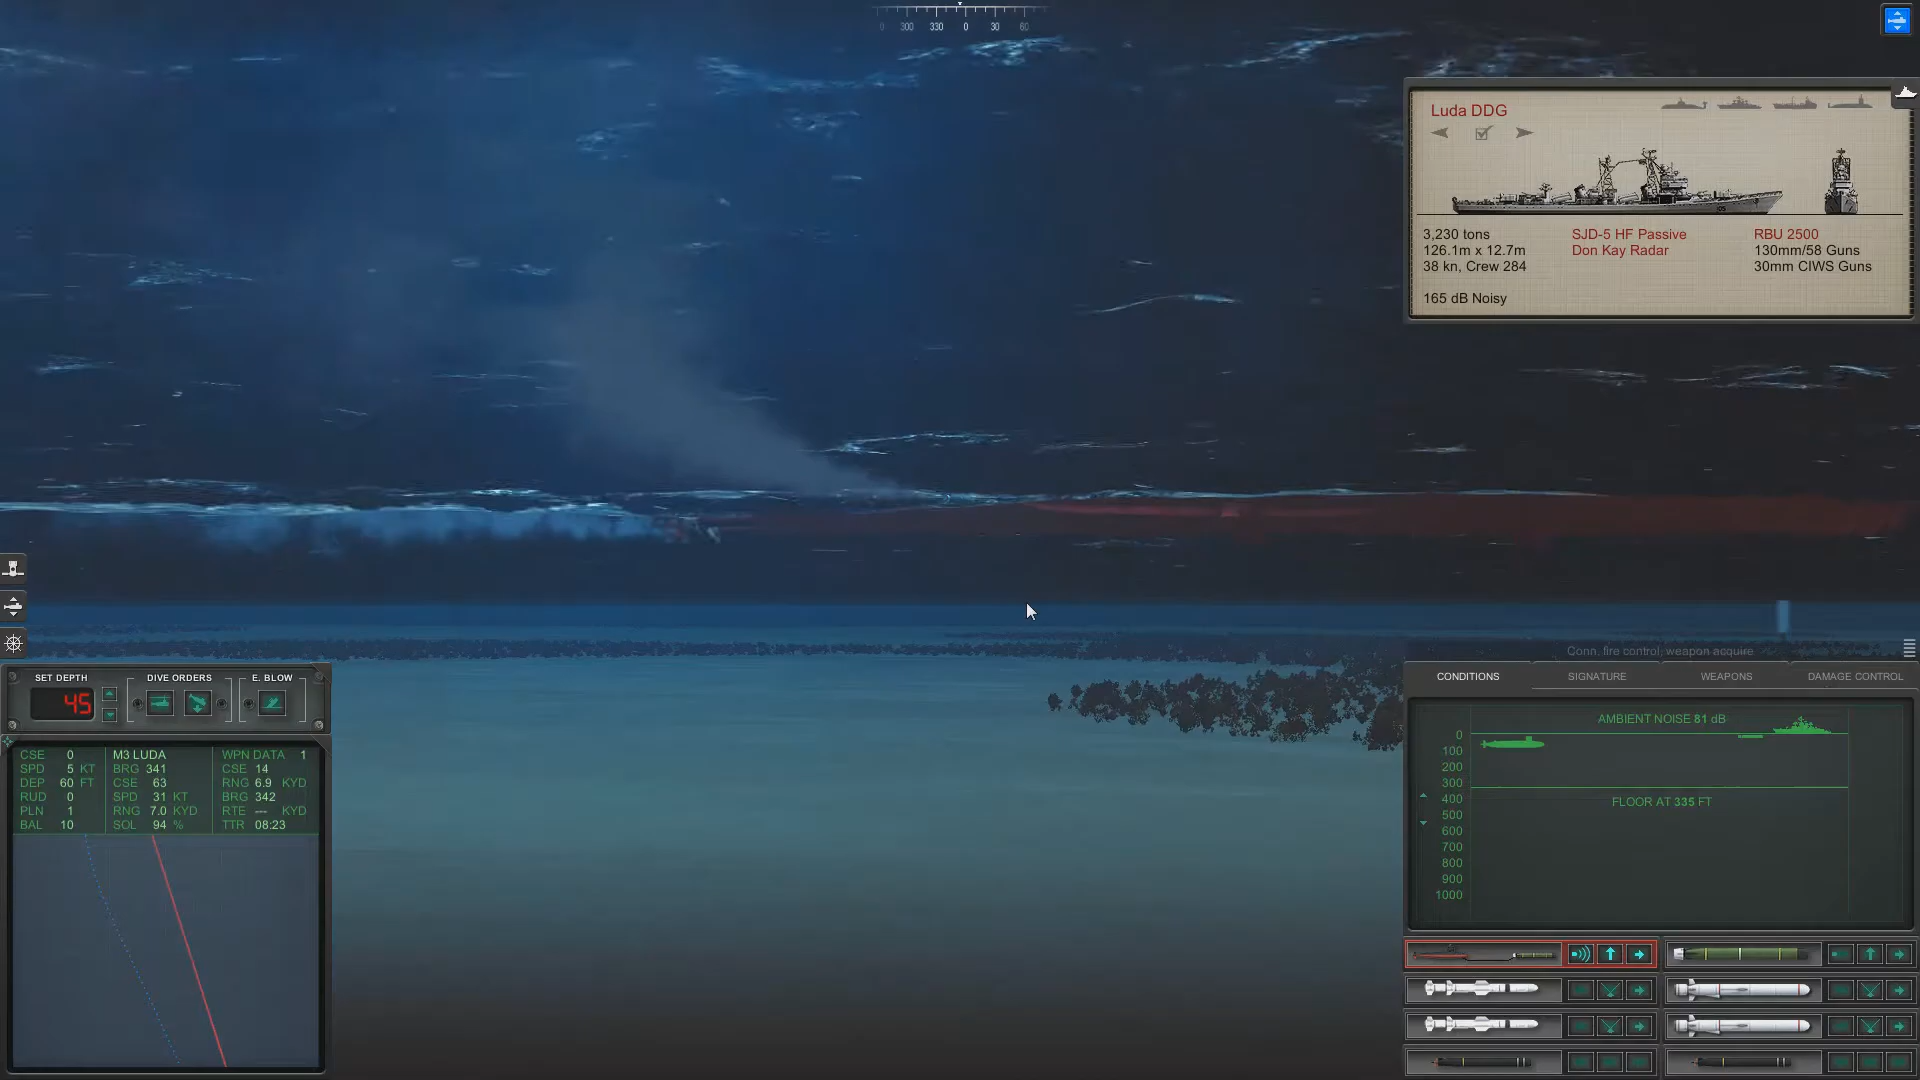 0 300 330 0 30 60
Luda DDG
3,230 tons SJD-5 HF Passive RBU 2500
126.1m x 12.7m Don Kay Radar 130mm/58 Guns
38 kn, Crew 284 30mm CIWS Guns
165 dB Noisy
Conn, fire control, weapon acquire
SET DEPTH DIVE ORDERS E. BLOW
45
CSE 0 M3 LUDA WPN DATA 1
SPD 5 KT BRG 341 CSE 14
DEP 60 FT CSE 63 RNG 6.9 KYD
RUD 0 SPD 31 KT BRG 342
PLN 1 RNG 7.0 KYD RTE --- KYD
BAL 10 SOL 94 % TTR 08:23
CONDITIONS SIGNATURE WEAPONS DAMAGE CONTROL
AMBIENT NOISE 81 dB
0
100
200
300
400 FLOOR AT 335 FT
500
600
700
800
900
1000